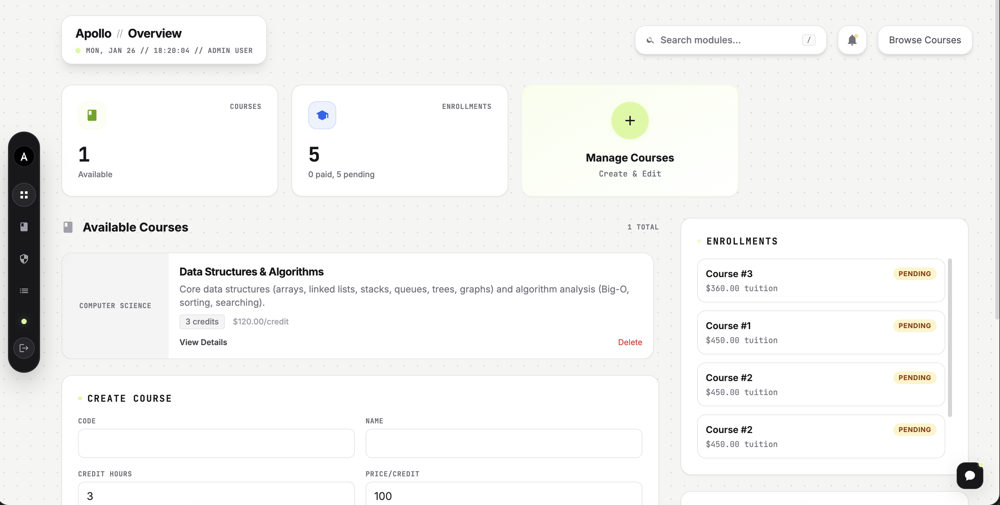 Apollo // Overview
MON, JAN 26 // 18:20:04 // ADMIN USER
Search modules...
/
Browse Courses
A
COURSES
1
Available
ENROLLMENTS
5
0 paid, 5 pending
+
Manage Courses
Create & Edit
Available Courses
1 TOTAL
COMPUTER SCIENCE
Data Structures & Algorithms
Core data structures (arrays, linked lists, stacks, queues, trees, graphs) and algorithm analysis (Big-O,
sorting, searching).
3 credits
$120.00/credit
View Details
Delete
CREATE COURSE
CODE
NAME
CREDIT HOURS
PRICE/CREDIT
3
100
ENROLLMENTS
Course #3
PENDING
$360.00 tuition
Course #1
PENDING
$450.00 tuition
Course #2
PENDING
$450.00 tuition
Course #2
PENDING
$450.00 tuition